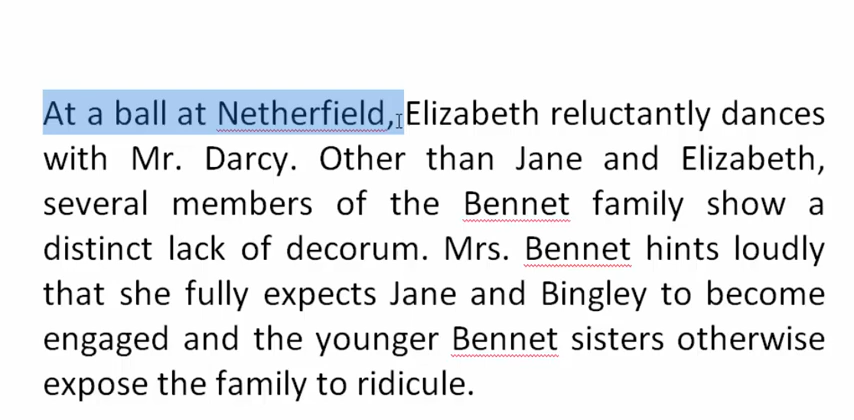 At a ball at Netherfield, Elizabeth reluctantly dances
with Mr. Darcy. Other than Jane and Elizabeth,
several members of the Bennet family show a
distinct lack of decorum. Mrs. Bennet hints loudly
that she fully expects Jane and Bingley to become
engaged and the younger Bennet sisters otherwise
expose the family to ridicule.